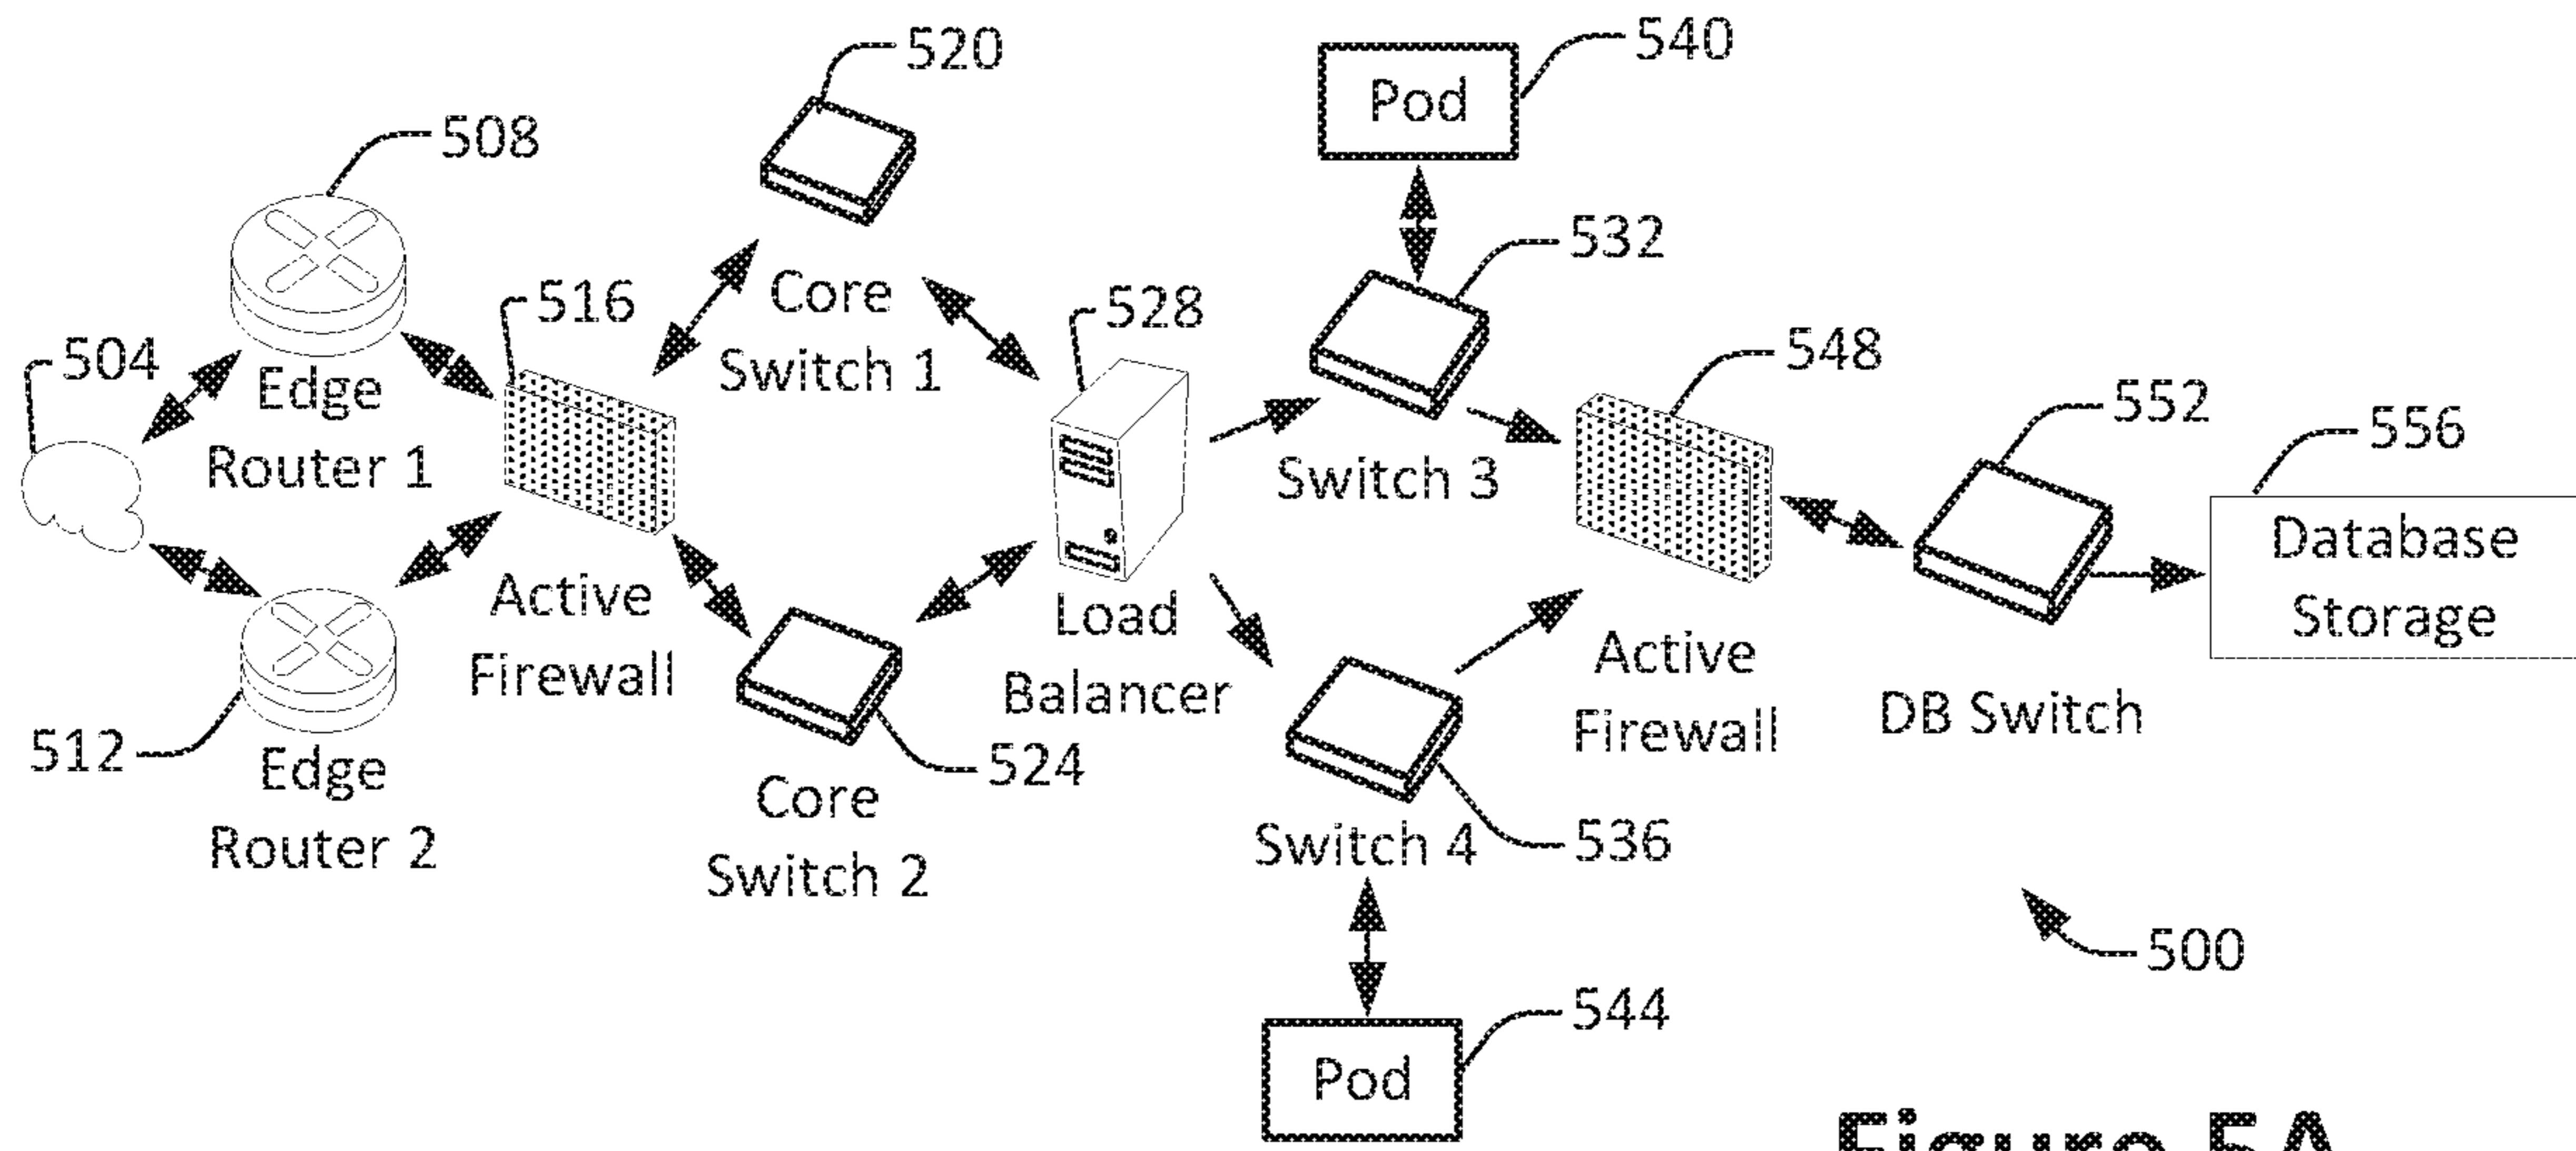 520
540
Pod
508
532
516
Core
Switch 1
528
548
504
Edge
Router 1
Switch 3
552
556
Database
Storage
Active
Firewall
Load
Balancer
Active
Firewall
DB Switch
512
Edge
Router 2
524
Core
Switch 2
Switch 4
536
500
544
Pod
Figure 5A